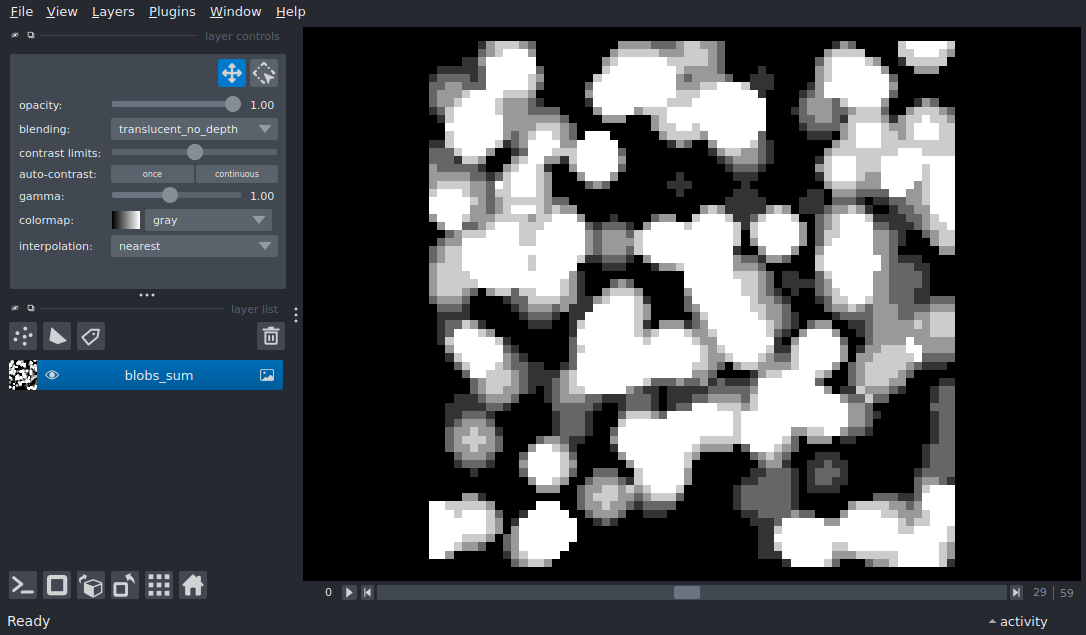 File View Layers Plugins Window Help
layer controls
opacity: 1.00
blending: translucent_no_depth
contrast limits:
auto-contrast: once continuous
gamma: 1.00
colormap: gray
interpolation: nearest
layer list
blobs_sum
0 29 | 59
Ready activity